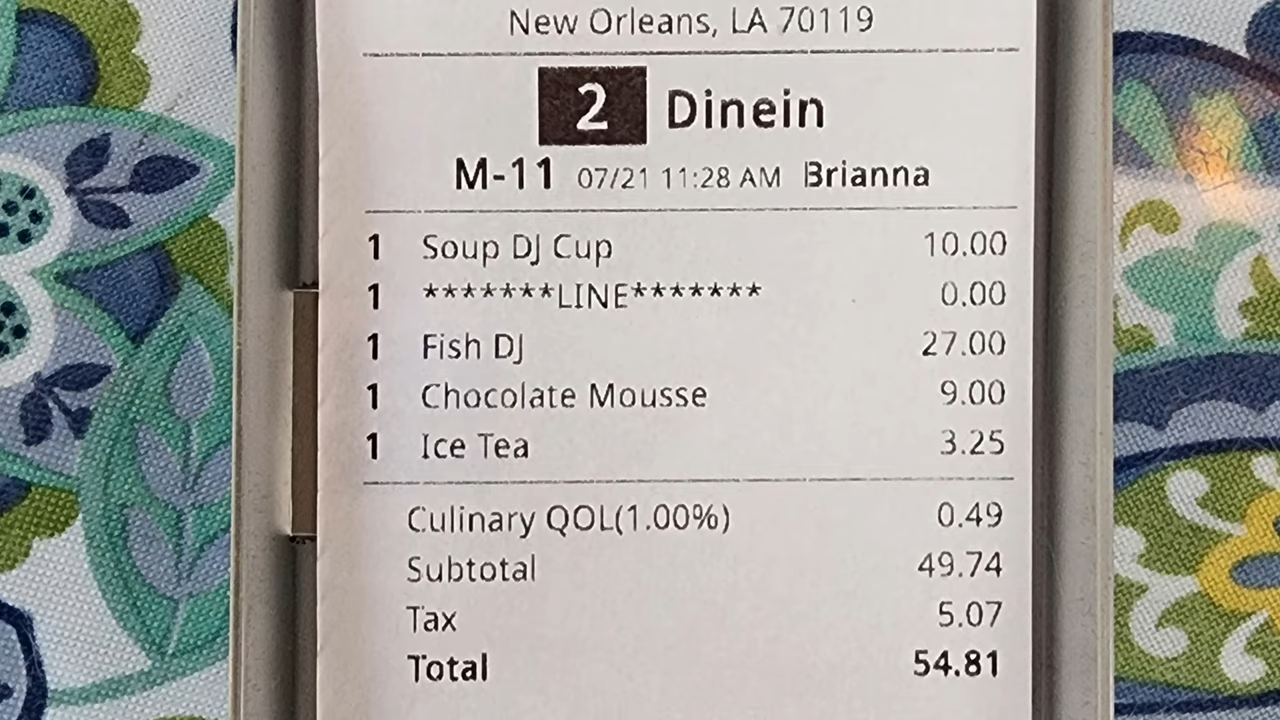 New Orleans, LA 70119
2 Dinein
M-11 07/21 11:28 AM Brianna
1 Soup DJ Cup 10.00
1 *******LINE******* 0.00
1 Fish DJ 27.00
1 Chocolate Mousse 9.00
1 Ice Tea 3.25
Culinary QOL(1.00%) 0.49
Subtotal 49.74
Tax 5.07
Total 54.81